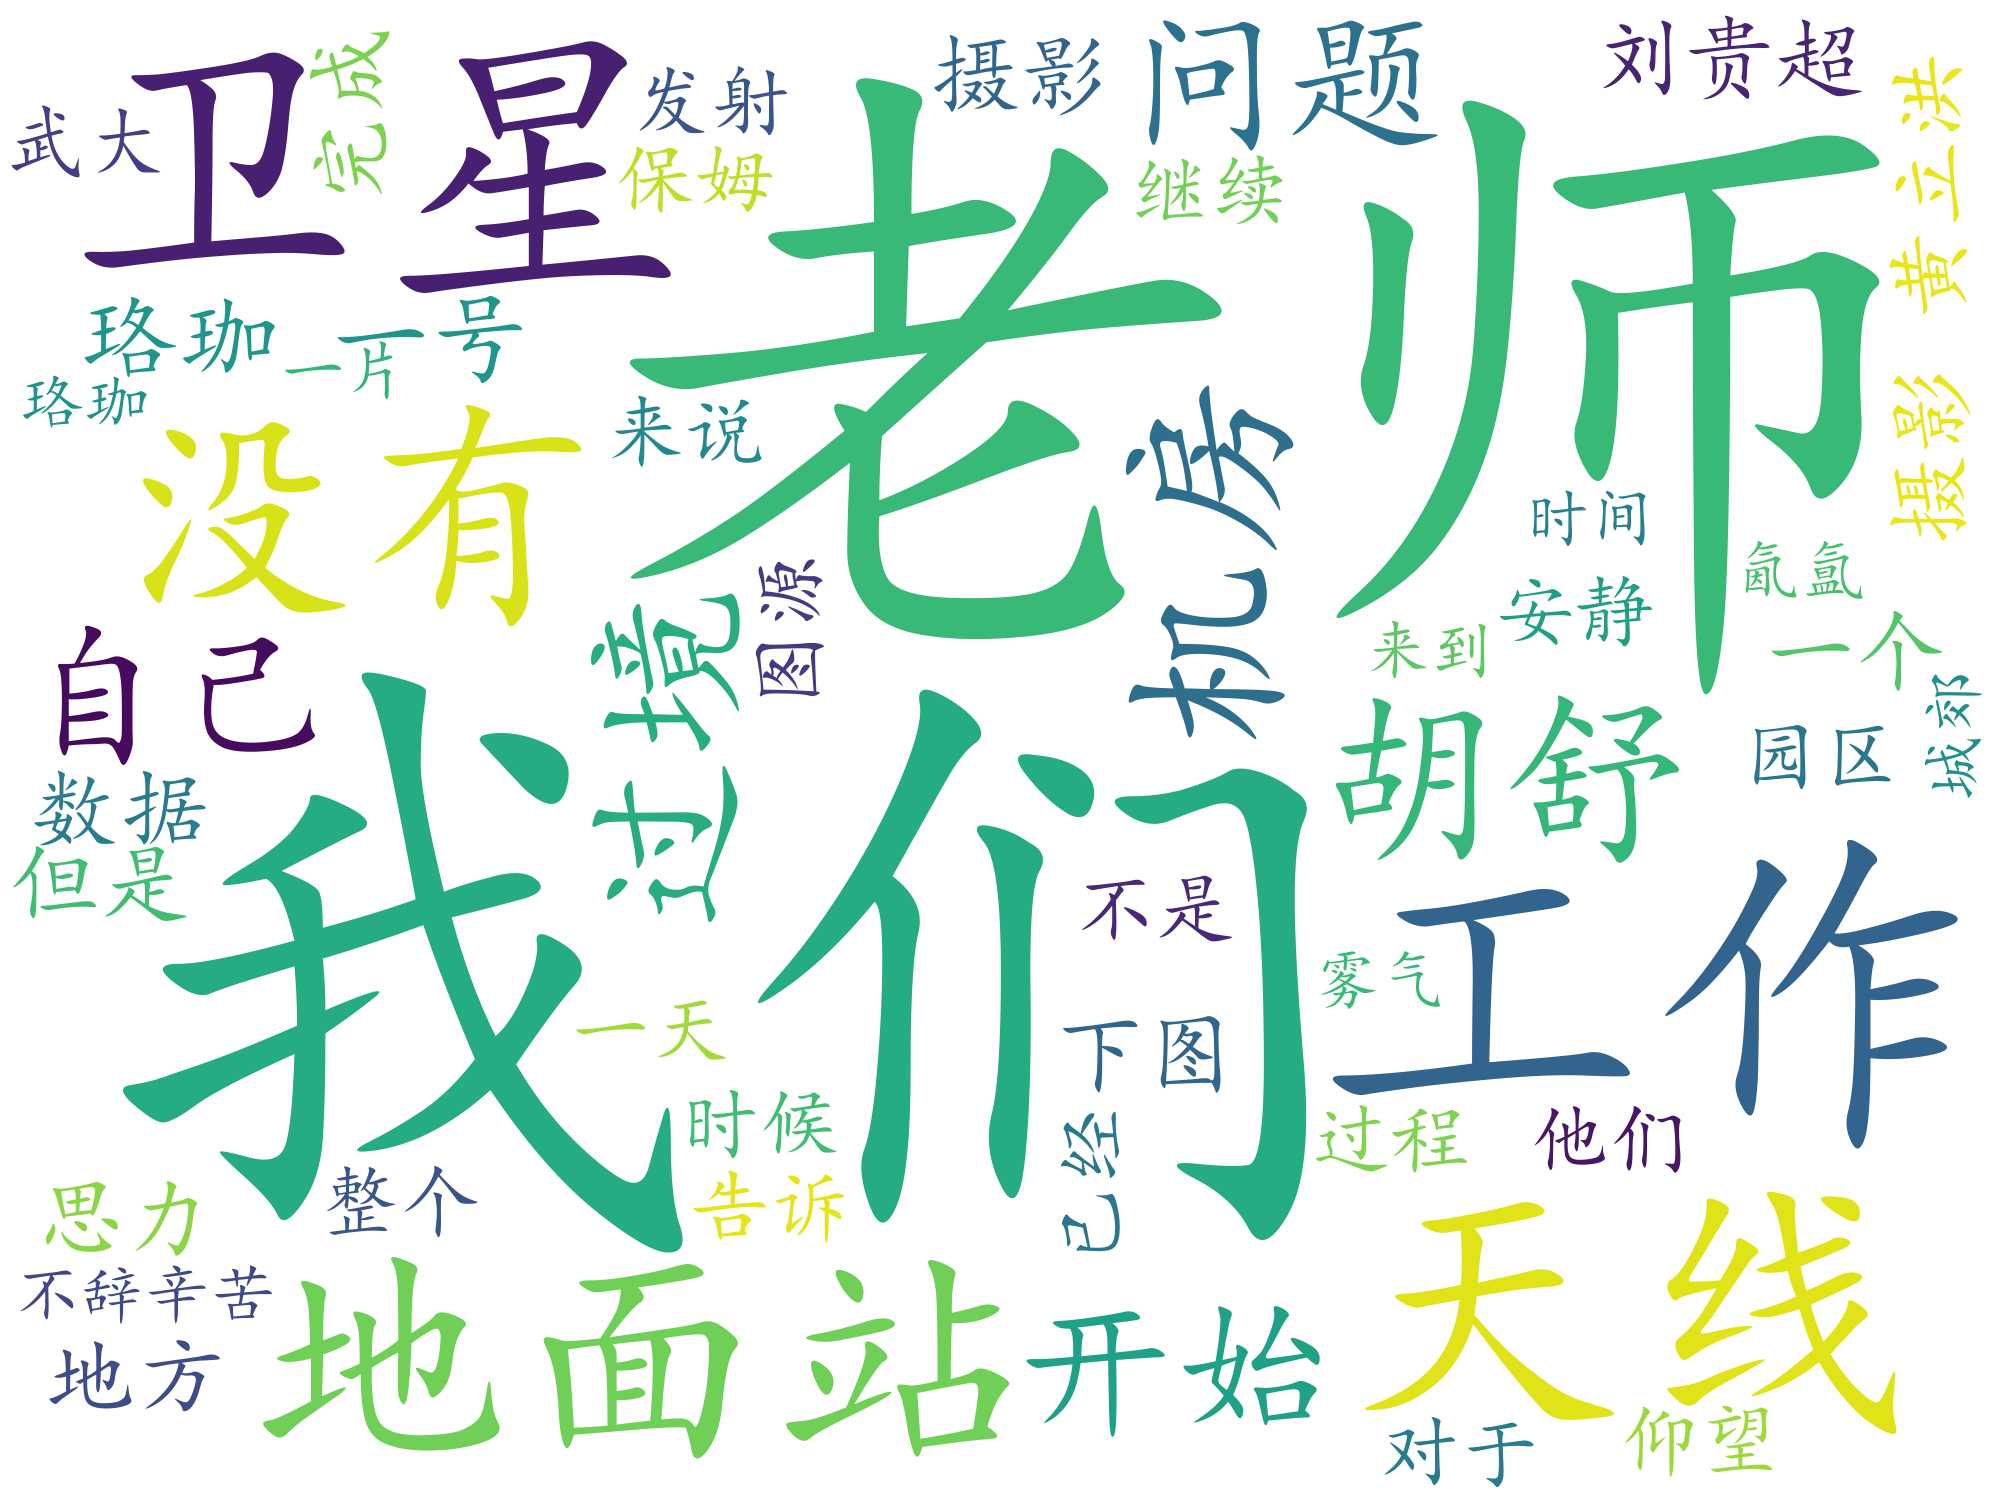 卫星
老师
我们
没有
工作
天线
地面站
自己
胡舒
机房
过境
问题
开始
珞珈一号
刘贵超
黄立洪
摄影
摄影
武大
完成
发射
保姆
继续
一片
珞珈
来说
图源
时间
氤氲
安静
一个
来到
园区
城郊
数据
但是
不是
雾气
下图
一天
时候
已经
过程
他们
思力
整个
告诉
不辞辛苦
地方
对于
仰望